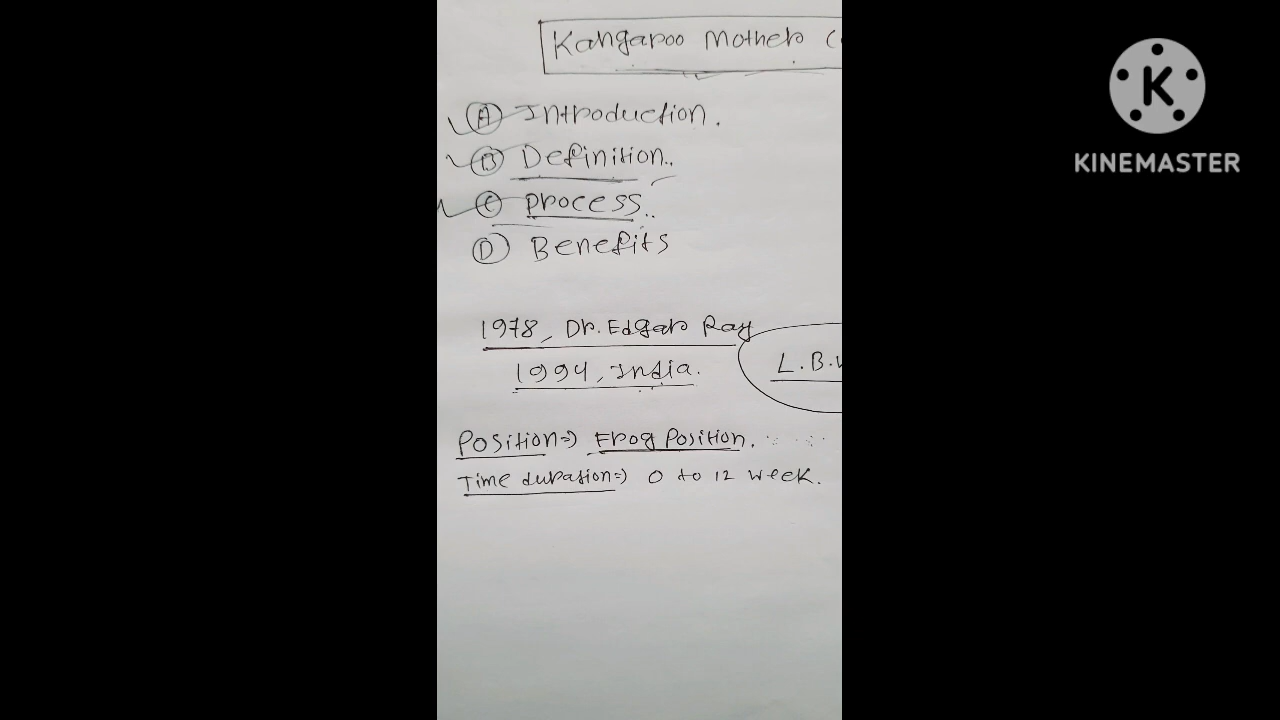 Kangaroo Mother (
A Introduction.
B Definition..
C Process..
D Benefits
1978, Dr. Edgar Ray
1994, India.
L.B.W
Position=) Frog Position.
Time duration=) 0 to 12 week.
KINEMASTER